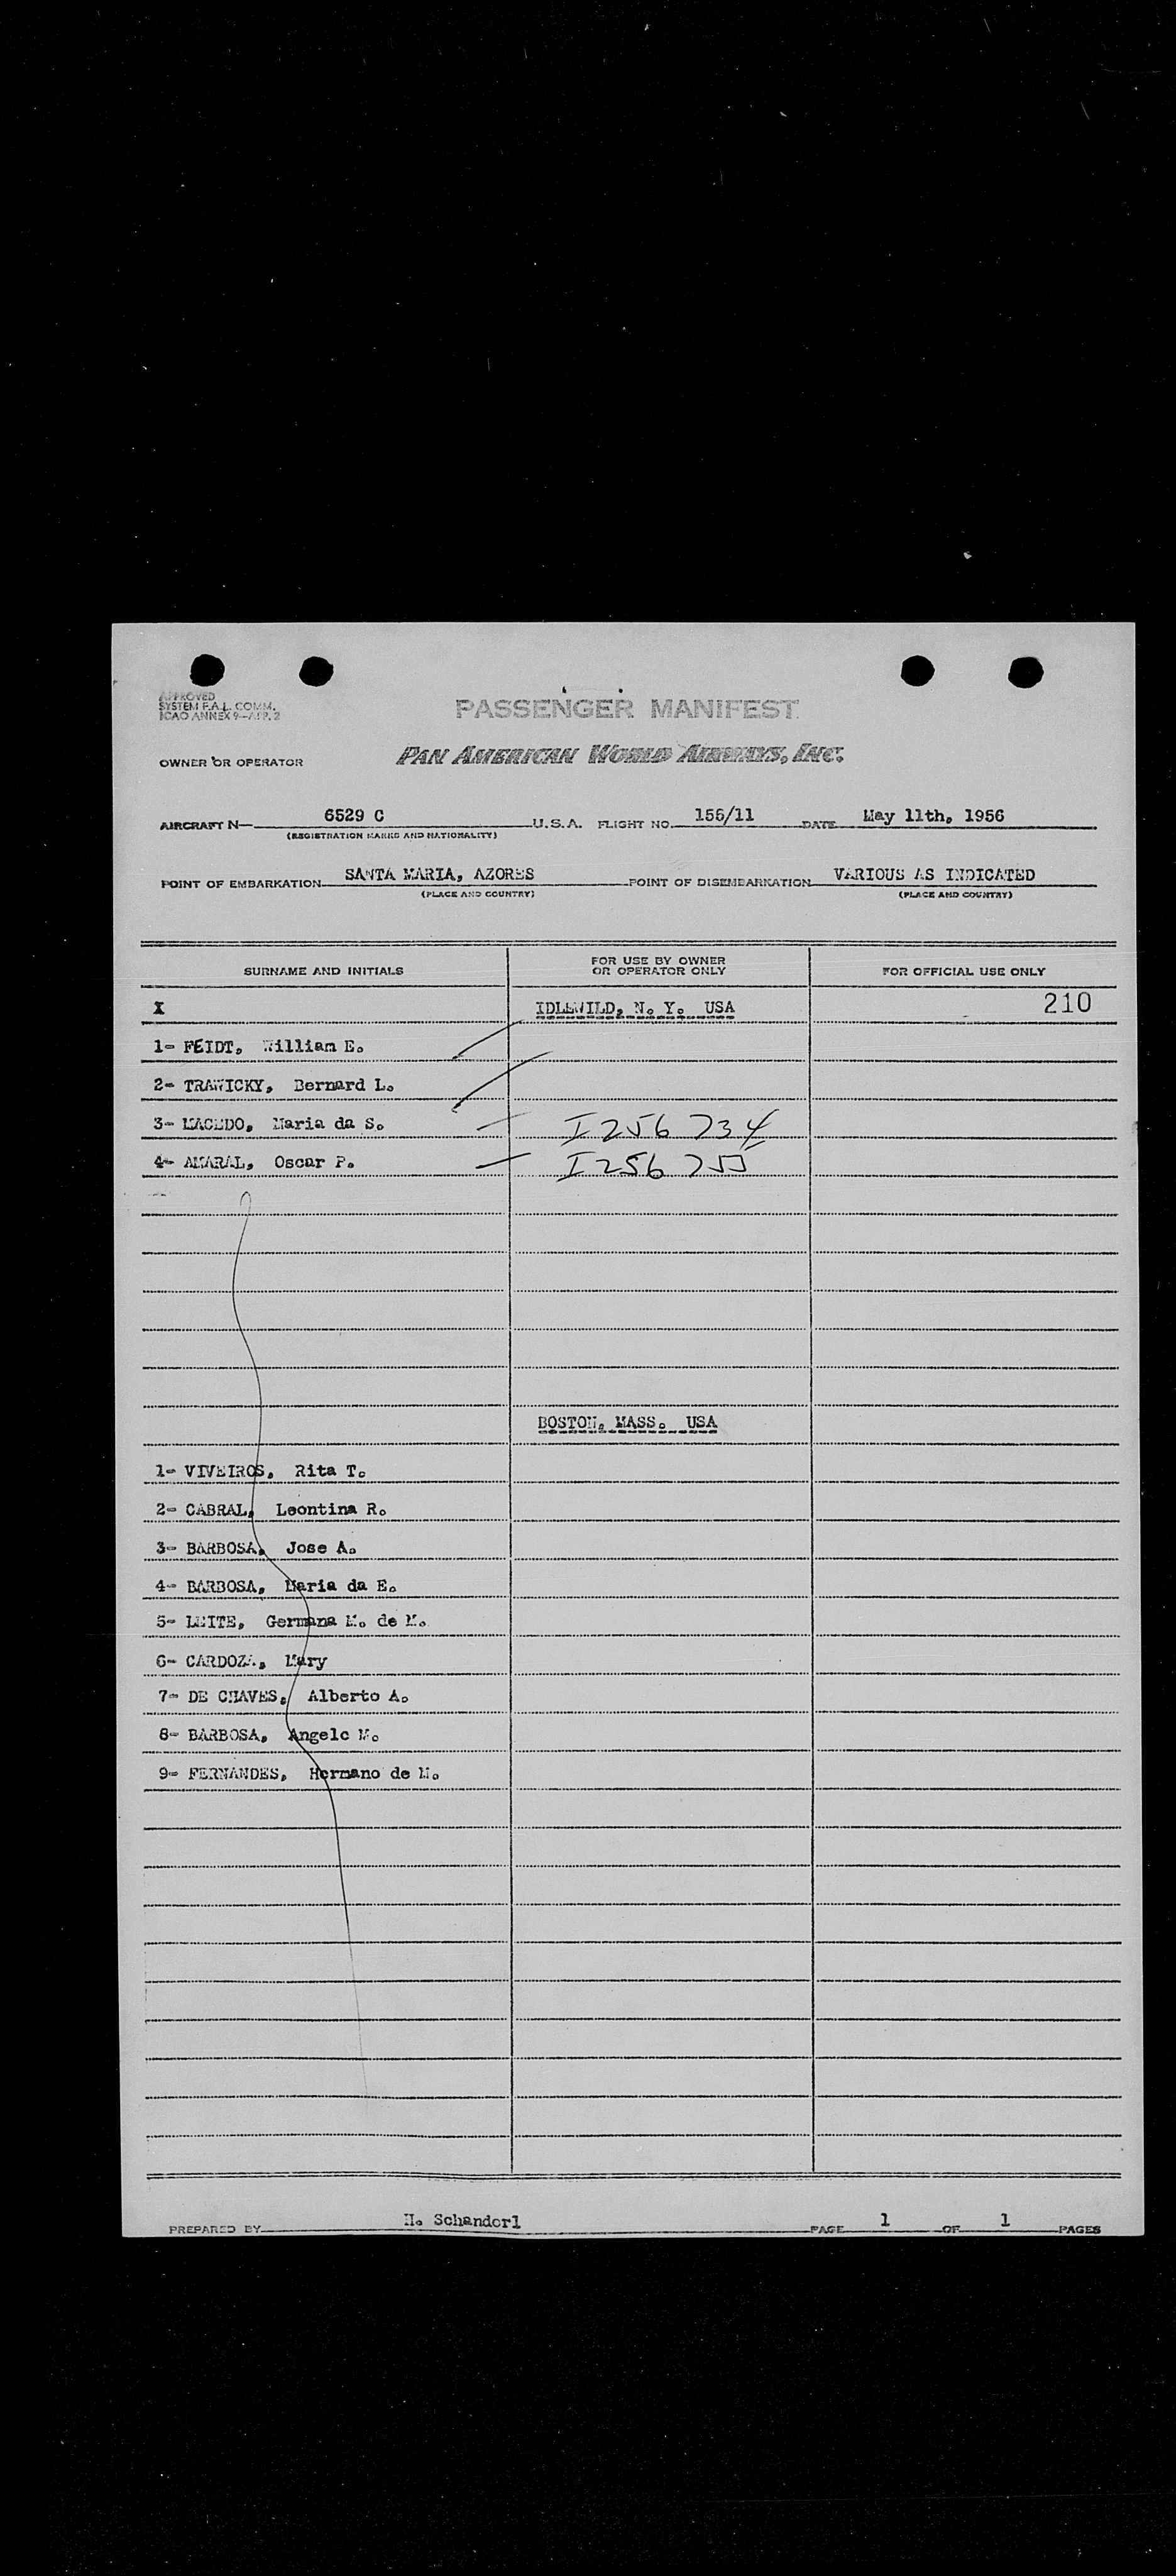 APPROVED
SYSTEM F.A.L. COMM.
ICAO ANNEX 9—APP. 2
PASSENGER MANIFEST
OWNER OR OPERATOR
PAN AMERICAN WORLD AIRWAYS, INC.
AIRCRAFT N— 6529 C U.S.A. FLIGHT NO. 156/11 DATE May 11th, 1956
(REGISTRATION MARKS AND NATIONALITY)
POINT OF EMBARKATION SANTA MARIA, AZORES POINT OF DISEMBARKATION VARIOUS AS INDICATED
(PLACE AND COUNTRY) (PLACE AND COUNTRY)
SURNAME AND INITIALS FOR USE BY OWNER OR OPERATOR ONLY FOR OFFICIAL USE ONLY
X IDLEWILD, N. Y. USA 210
1- FEIDT, William E.
2- TRAWICKY, Bernard L.
3- MACEDO, Maria da S. I256 734
4- AMARAL, Oscar P. I256 755
BOSTON, MASS. USA
1- VIVEIROS, Rita T.
2- CABRAL, Leontina R.
3- BARBOSA, Jose A.
4- BARBOSA, Maria da E.
5- LEITE, Germana M. de M.
6- CARDOZA, Mary
7- DE CHAVES, Alberto A.
8- BARBOSA, Angelo M.
9- FERNANDES, Hermano de M.
PREPARED BY H. Schanderl PAGE 1 OF 1 PAGES